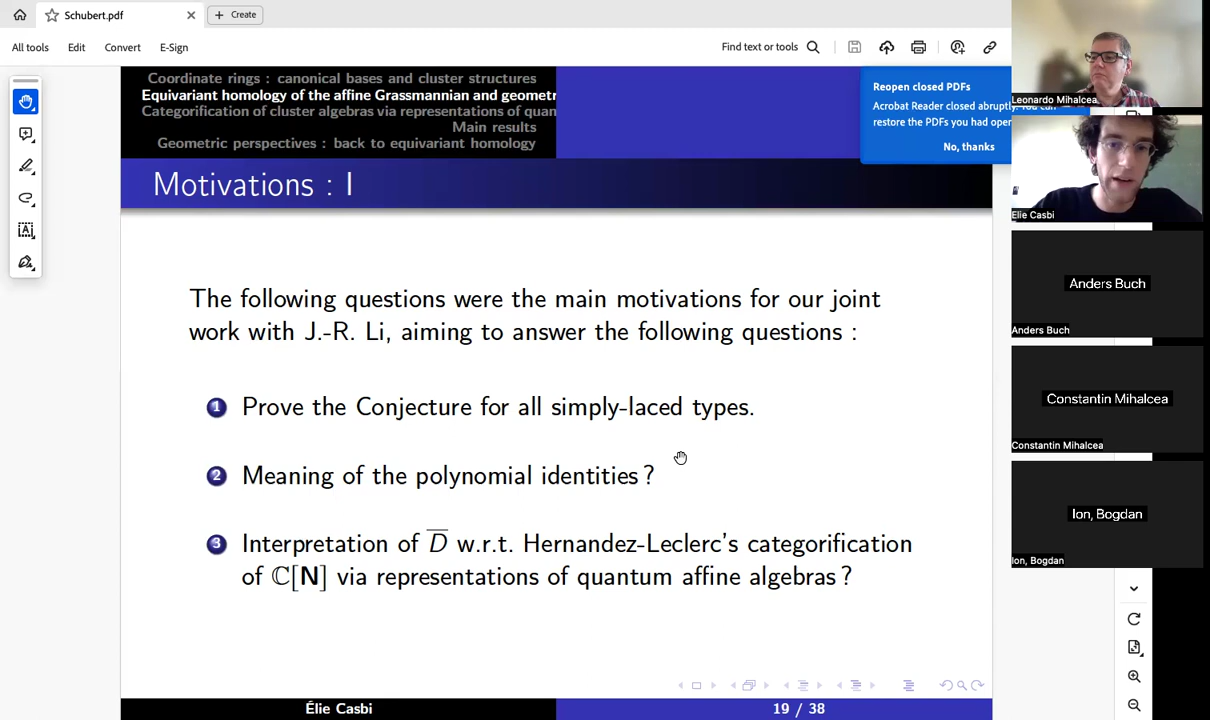 Schubert.pdf
Create
All tools
Edit
Convert
E-Sign
Find text or tools
Coordinate rings : canonical bases and cluster structures
Equivariant homology of the affine Grassmannian and geometr
Categorification of cluster algebras via representations of quan
Main results
Geometric perspectives : back to equivariant homology
Reopen closed PDFs
Acrobat Reader closed abruptly. You can
restore the PDFs you had open
No, thanks
Motivations : I
The following questions were the main motivations for our joint
work with J.-R. Li, aiming to answer the following questions :
1 Prove the Conjecture for all simply-laced types.
2 Meaning of the polynomial identities ?
3 Interpretation of D̅ w.r.t. Hernandez-Leclerc's categorification
of ℂ[N] via representations of quantum affine algebras ?
Élie Casbi
19 / 38
Leonardo Mihalcea
Elie Casbi
Anders Buch
Anders Buch
Constantin Mihalcea
Constantin Mihalcea
Ion, Bogdan
Ion, Bogdan